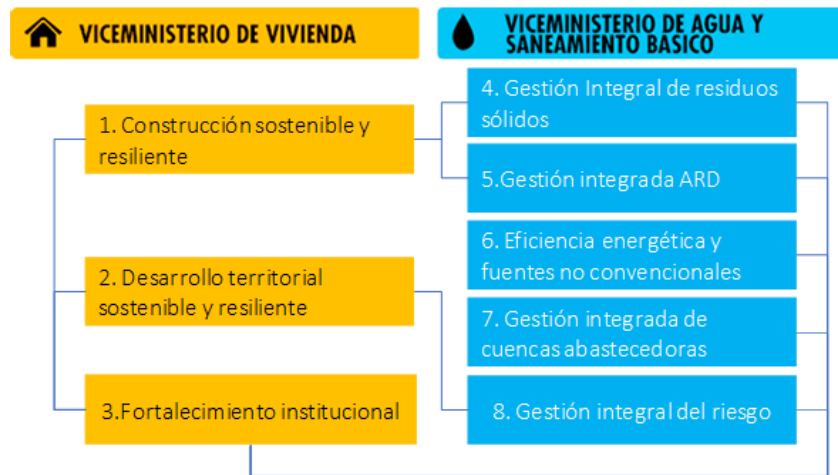 VICEMINISTERIO DE VIVIENDA
VICEMINISTERIO DE AGUA Y
SANEAMIENTO BÁSICO
1. Construcción sostenible y
resiliente
2. Desarrollo territorial
sostenible y resiliente
3.Fortalecimiento institucional
4. Gestión Integral de residuos
sólidos
5.Gestión integrada ARD
6. Eficiencia energética y
fuentes no convencionales
7. Gestión integrada de
cuencas abastecedoras
8. Gestión integral del riesgo